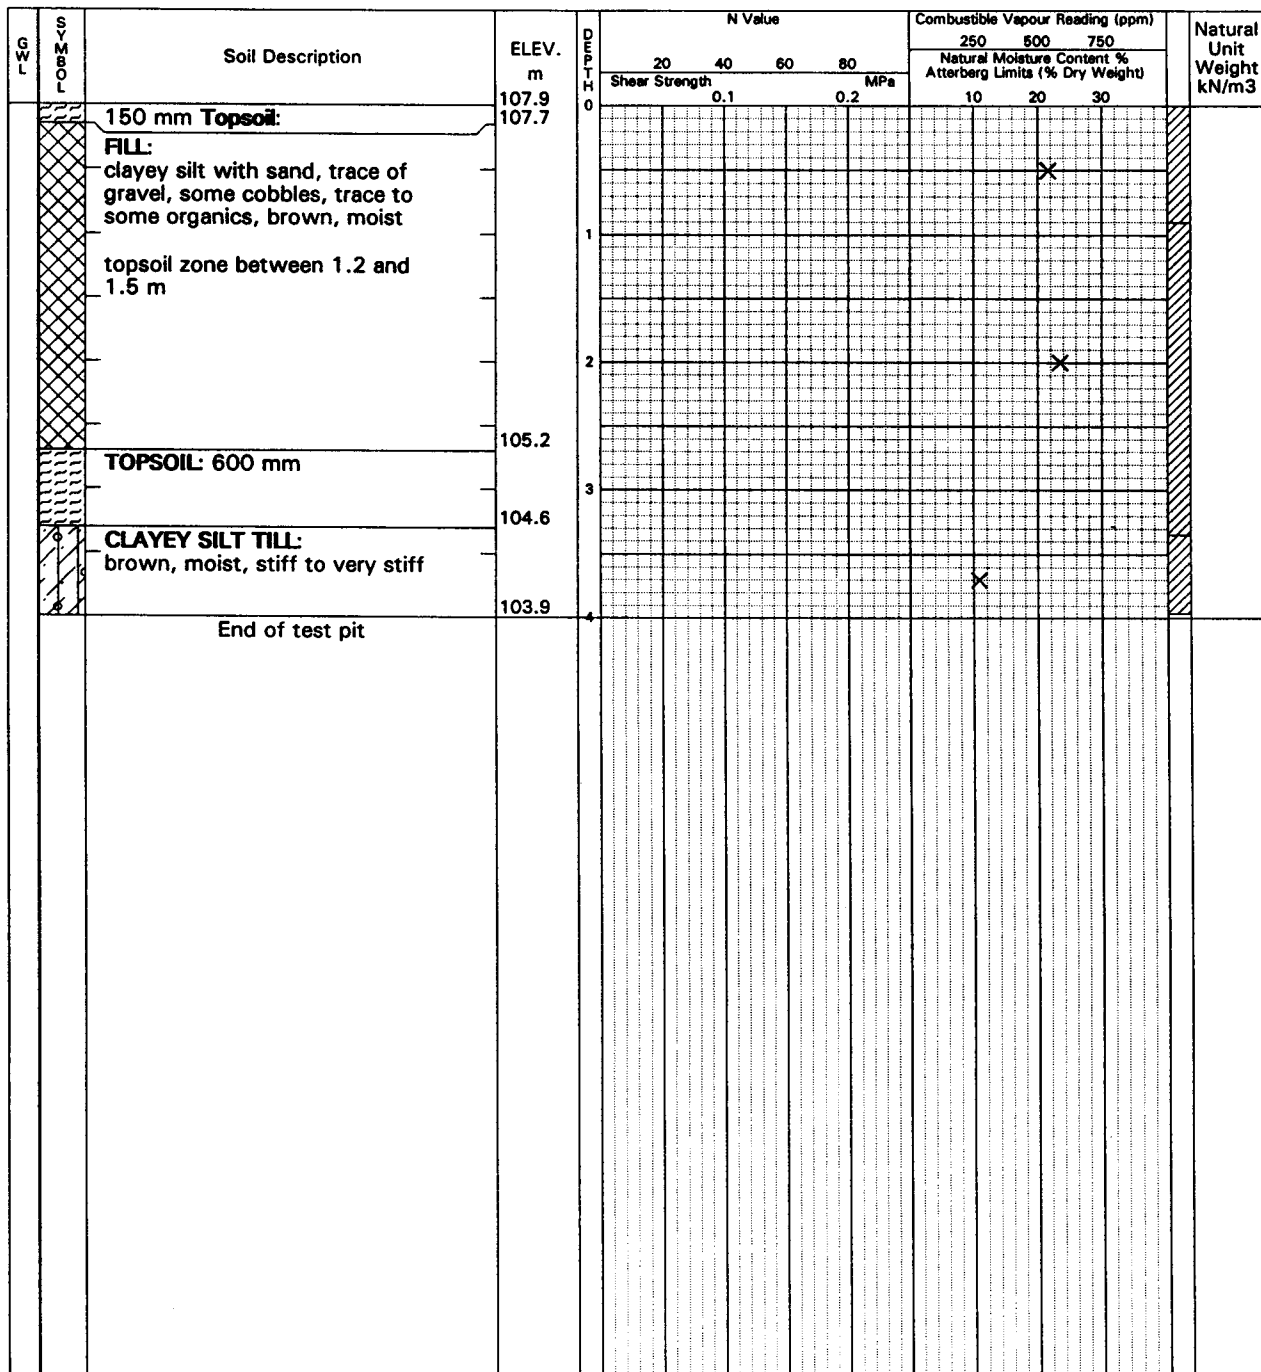 GWL
SYMBOL
Soil Description
ELEV.
m
DEPTH
N Value
20 40 60 80
Shear Strength MPa
0.1 0.2
Combustible Vapour Reading (ppm)
250 500 750
Natural Moisture Content %
Atterberg Limits (% Dry Weight)
10 20 30
Natural
Unit
Weight
kN/m3
107.9
0
150 mm Topsoil:
107.7
FILL:
clayey silt with sand, trace of
gravel, some cobbles, trace to
some organics, brown, moist
1
topsoil zone between 1.2 and
1.5 m
2
105.2
TOPSOIL: 600 mm
3
104.6
CLAYEY SILT TILL:
brown, moist, stiff to very stiff
103.9
4
End of test pit